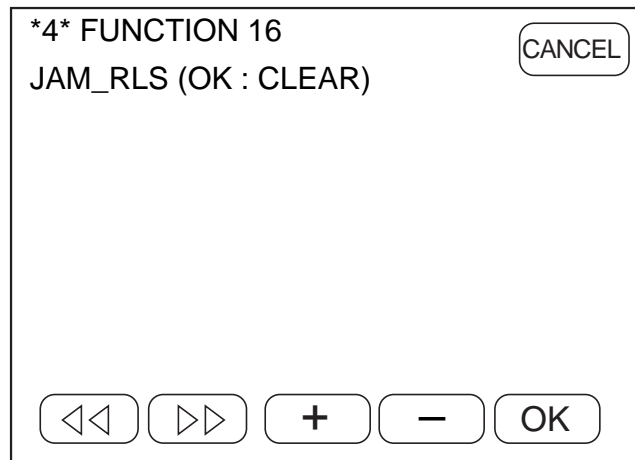 *4* FUNCTION 16
CANCEL
JAM_RLS (OK : CLEAR)
+ − OK